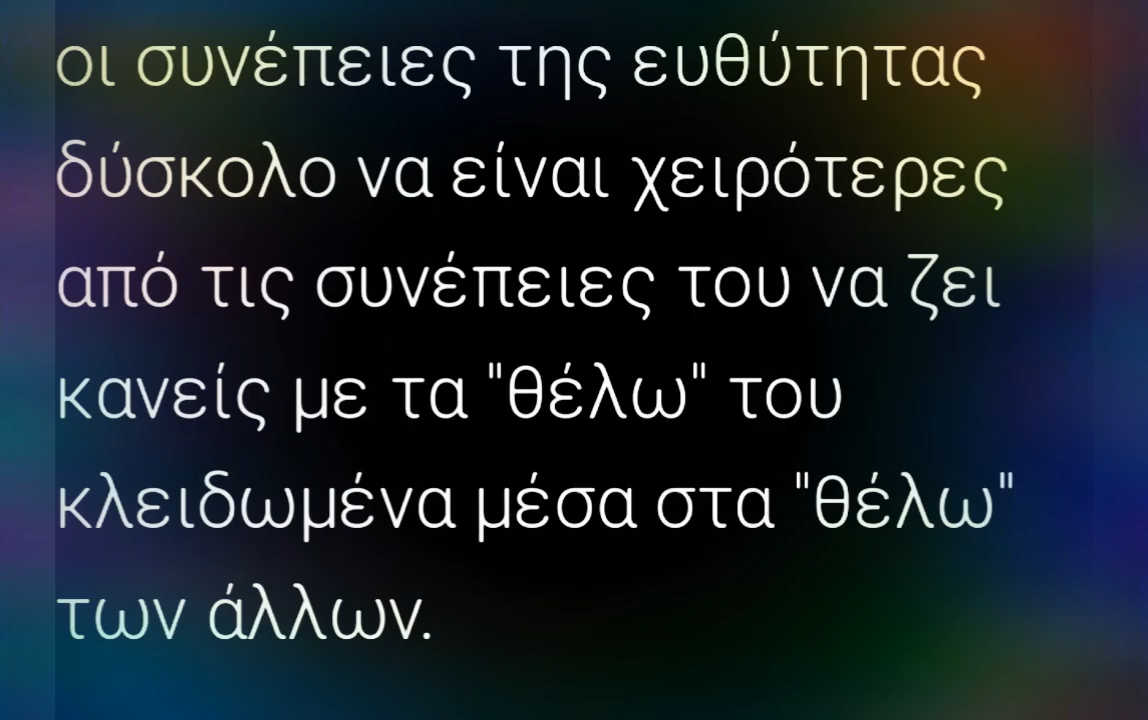 οι συνέπειες της ευθύτητας
δύσκολο να είναι χειρότερες
από τις συνέπειες του να ζει
κανείς με τα "θέλω" του
κλειδωμένα μέσα στα "θέλω"
των άλλων.